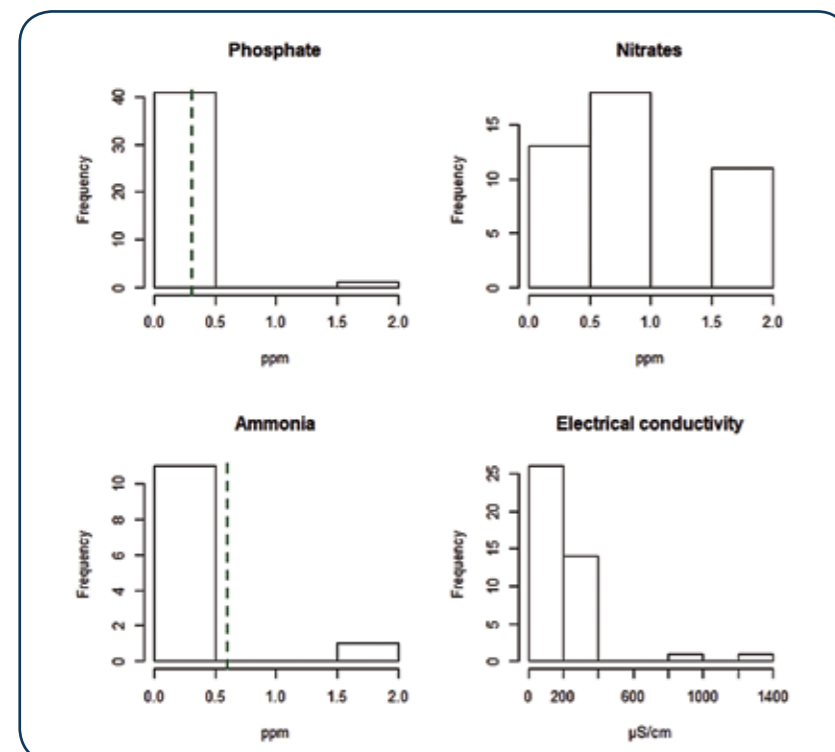 Phosphate
Frequency
0 10 20 30 40
0.0 0.5 1.0 1.5 2.0
ppm
Nitrates
Frequency
0 5 10 15
0.0 0.5 1.0 1.5 2.0
ppm
Ammonia
Frequency
0 2 4 6 8 10
0.0 0.5 1.0 1.5 2.0
ppm
Electrical conductivity
Frequency
0 5 10 15 20 25
0 200 600 1000 1400
µS/cm